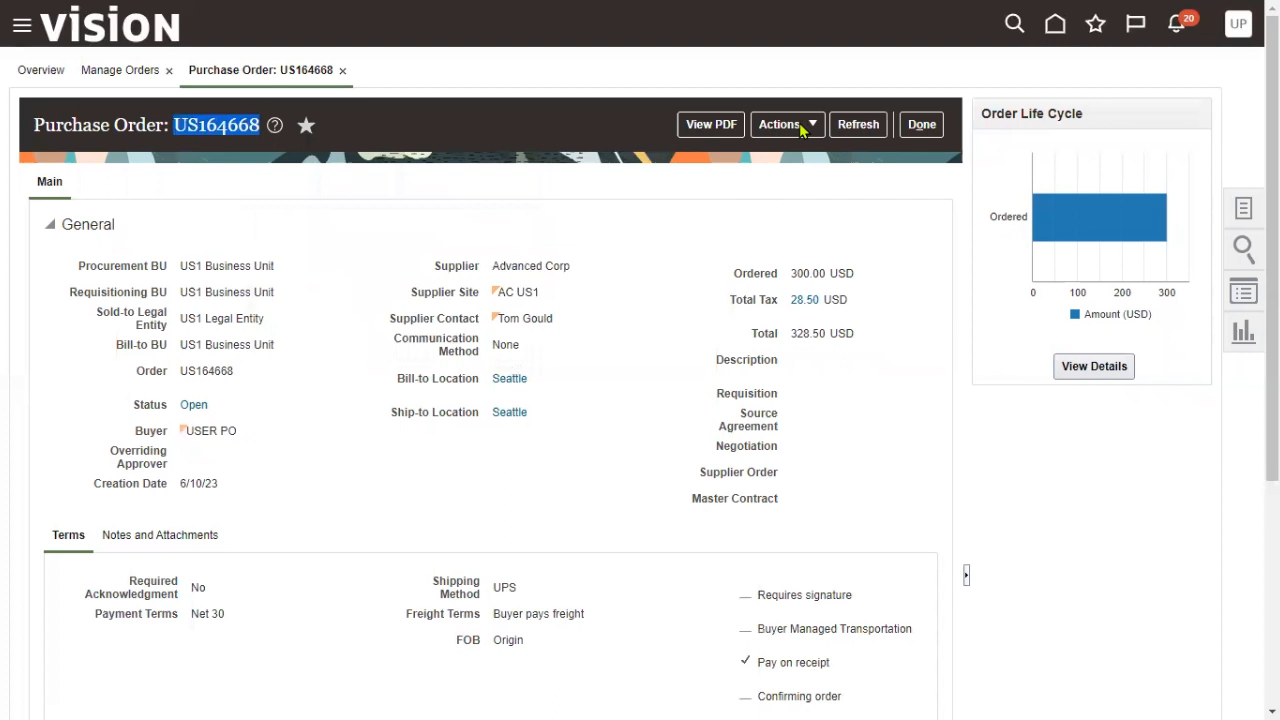 vision
20
UP
Overview
Manage Orders
Purchase Order: US164668
Purchase Order: US164668
View PDF
Actions
Refresh
Done
Main
General
Procurement BU US1 Business Unit
Requisitioning BU US1 Business Unit
Sold-to Legal
Entity
US1 Legal Entity
Bill-to BU US1 Business Unit
Order US164668
Status Open
Buyer USER PO
Overriding
Approver
Creation Date 6/10/23
Supplier Advanced Corp
Supplier Site AC US1
Supplier Contact Tom Gould
Communication
Method
None
Bill-to Location Seattle
Ship-to Location Seattle
Ordered 300.00 USD
Total Tax 28.50 USD
Total 328.50 USD
Description
Requisition
Source
Agreement
Negotiation
Supplier Order
Master Contract
Terms
Notes and Attachments
Required
Acknowledgment
No
Payment Terms Net 30
Shipping
Method
UPS
Freight Terms Buyer pays freight
FOB Origin
Requires signature
Buyer Managed Transportation
Pay on receipt
Confirming order
Order Life Cycle
Ordered
0 100 200 300
Amount (USD)
View Details